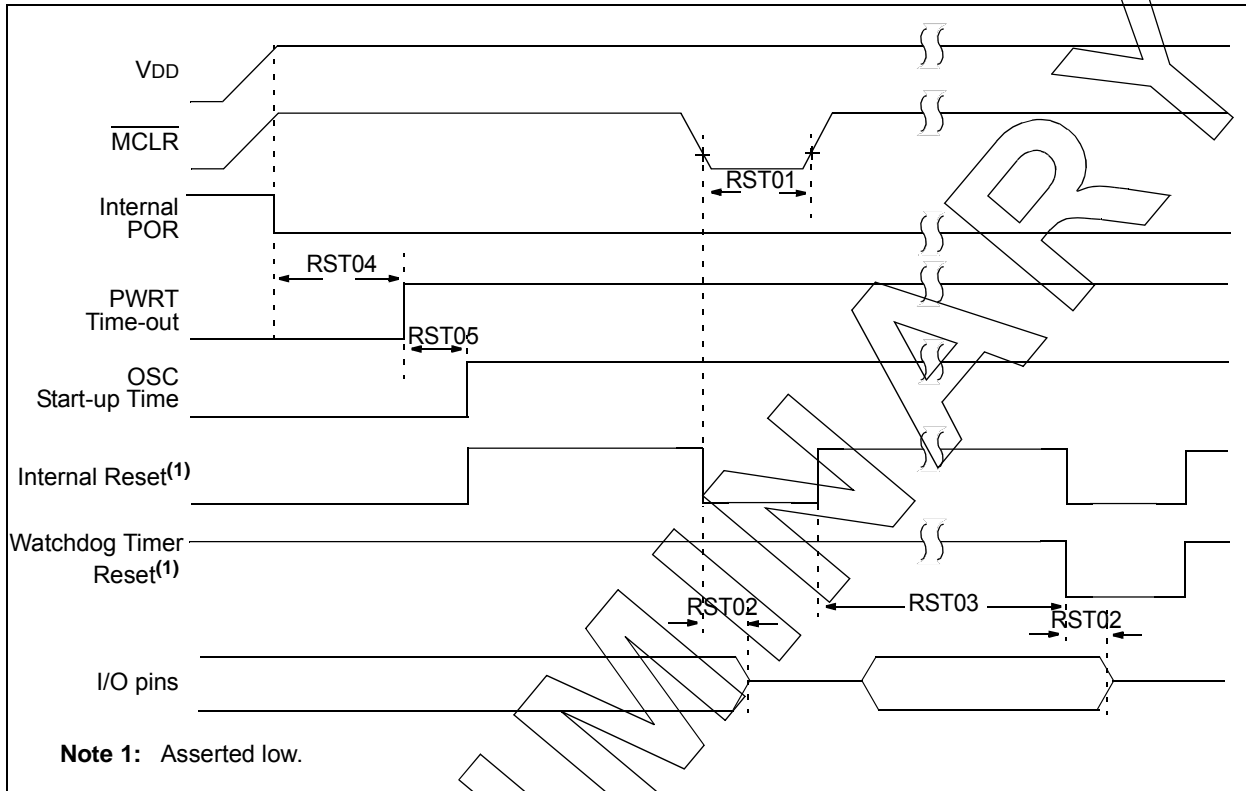 VDD
MCLR
RST01
Internal
POR
RST04
PWRT
Time-out
RST05
OSC
Start-up Time
Internal Reset(1)
Watchdog Timer
Reset(1)
RST02
RST03
RST02
I/O pins
Note 1: Asserted low.
IMINARY